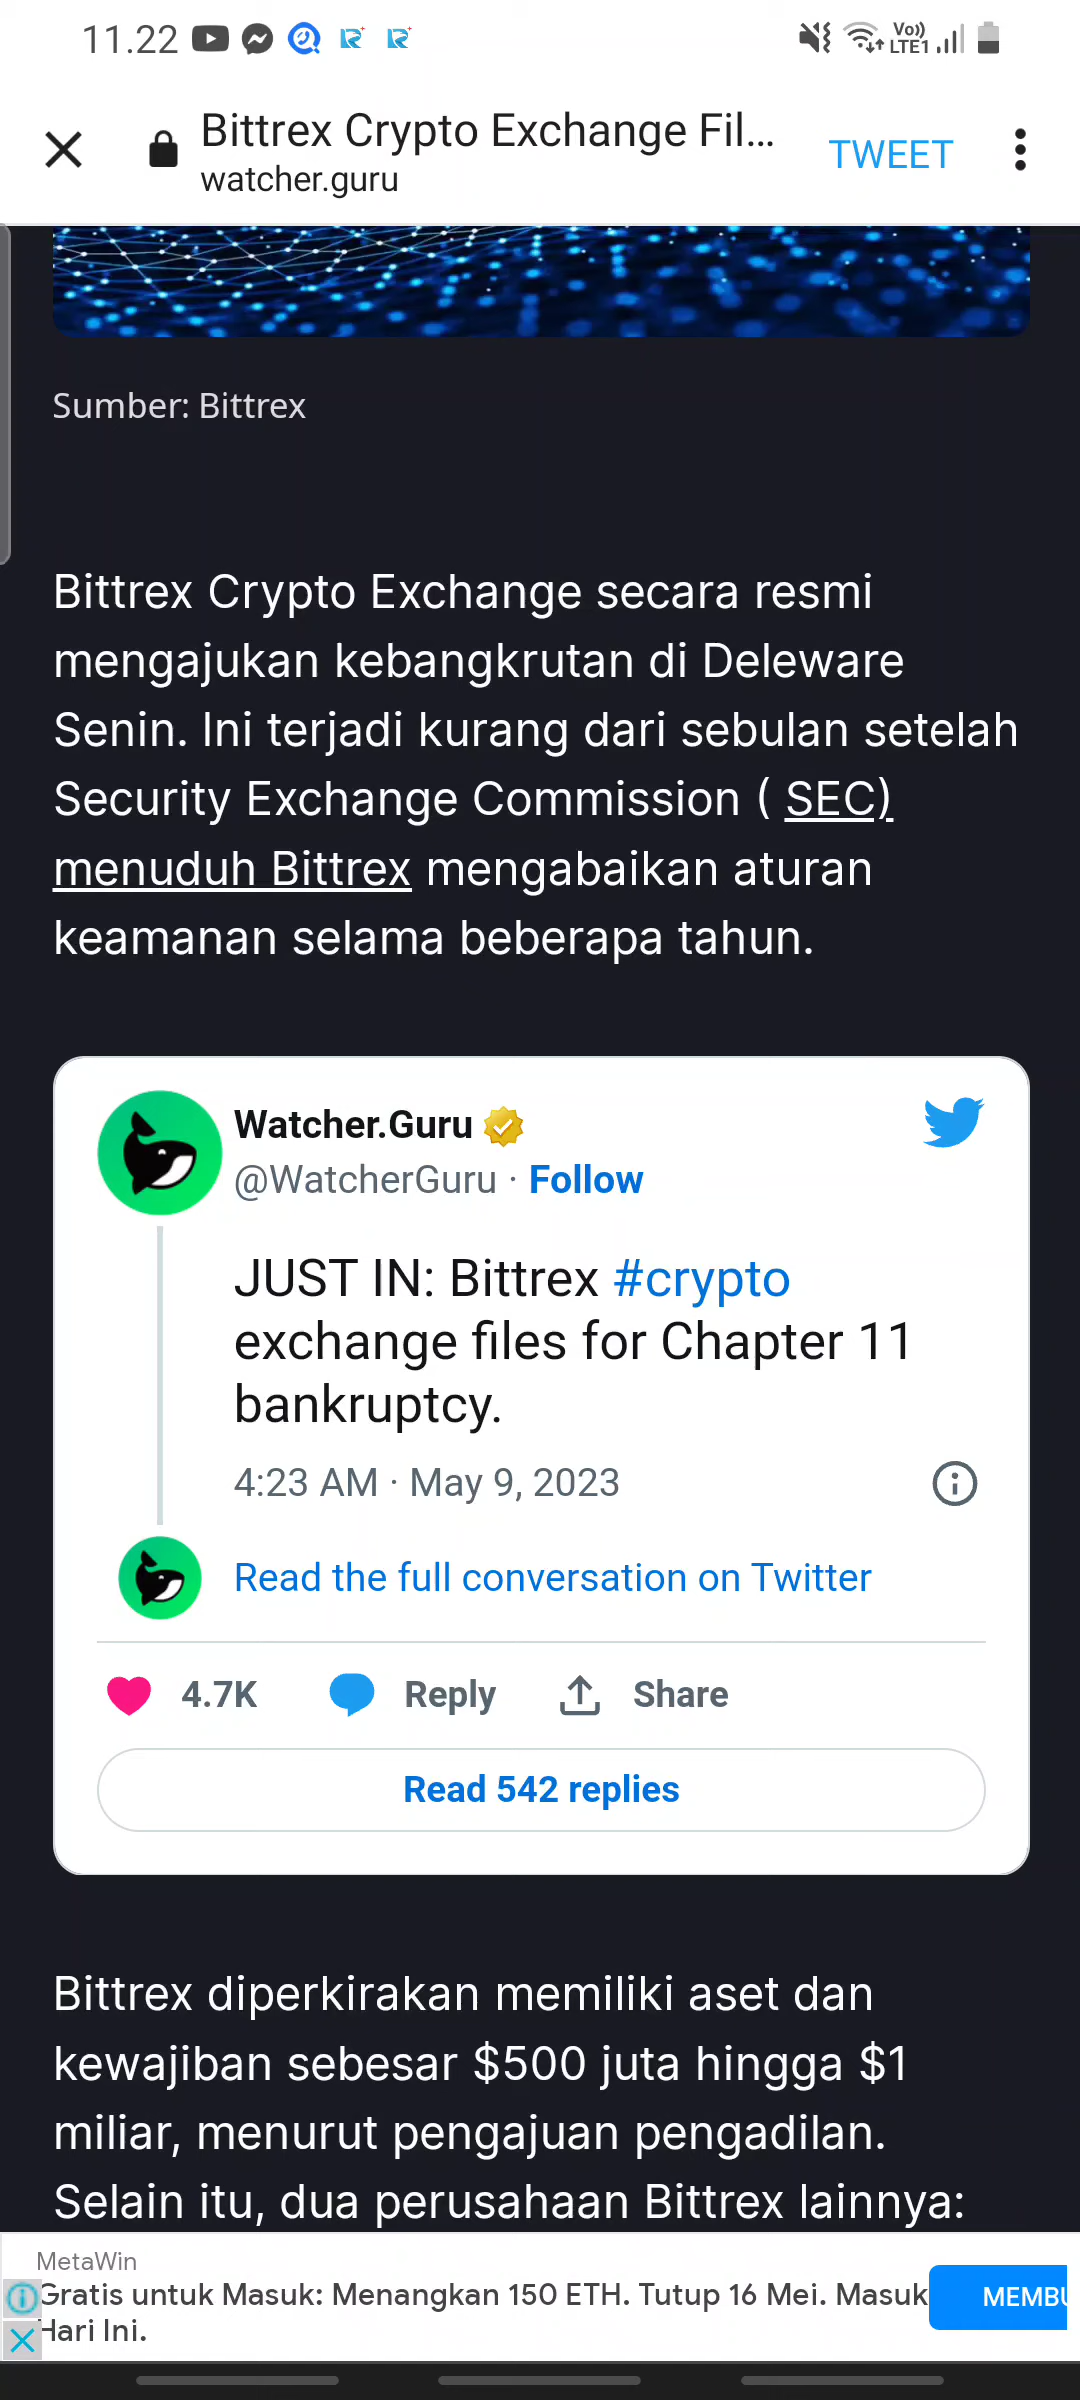 11.22
Vo))
LTE1
Bittrex Crypto Exchange Fil...
watcher.guru
TWEET
Sumber: Bittrex
Bittrex Crypto Exchange secara resmi
mengajukan kebangkrutan di Deleware
Senin. Ini terjadi kurang dari sebulan setelah
Security Exchange Commission ( SEC)
menuduh Bittrex mengabaikan aturan
keamanan selama beberapa tahun.
Watcher.Guru
@WatcherGuru · Follow
JUST IN: Bittrex #crypto
exchange files for Chapter 11
bankruptcy.
4:23 AM · May 9, 2023
Read the full conversation on Twitter
4.7K
Reply
Share
Read 542 replies
Bittrex diperkirakan memiliki aset dan
kewajiban sebesar $500 juta hingga $1
miliar, menurut pengajuan pengadilan.
Selain itu, dua perusahaan Bittrex lainnya:
MetaWin
Gratis untuk Masuk: Menangkan 150 ETH. Tutup 16 Mei. Masuk
Hari Ini.
MEMBU